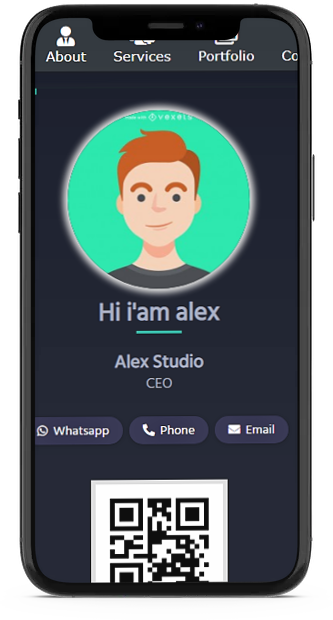 About Services Portfolio Co
made with vexels
Hi i'am alex
Alex Studio
CEO
Whatsapp Phone Email